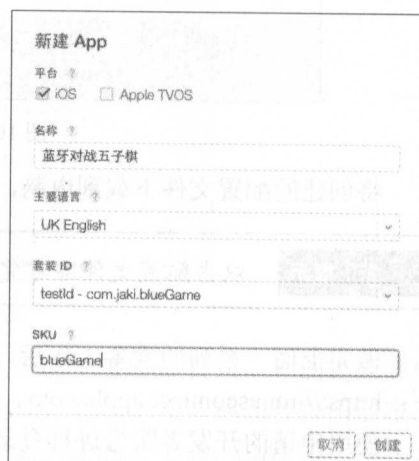 新建 App
平台 ?
iOS Apple TVOS
名称 ?
蓝牙对战五子棋
主要语言 ?
UK English
套装 ID ?
testId - com.jaki.blueGame
SKU ?
blueGame
取消 创建